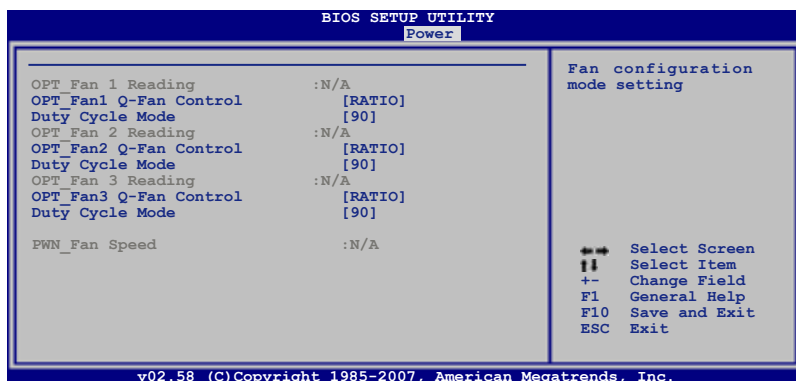 BIOS SETUP UTILITY
Power
OPT_Fan 1 Reading :N/A
OPT_Fan1 Q-Fan Control [RATIO]
Duty Cycle Mode [90]
OPT_Fan 2 Reading :N/A
OPT_Fan2 Q-Fan Control [RATIO]
Duty Cycle Mode [90]
OPT_Fan 3 Reading :N/A
OPT_Fan3 Q-Fan Control [RATIO]
Duty Cycle Mode [90]
PWN_Fan Speed :N/A
Fan configuration
mode setting
Select Screen
Select Item
+- Change Field
F1 General Help
F10 Save and Exit
ESC Exit
v02.58 (C)Copyright 1985-2007, American Megatrends, Inc.